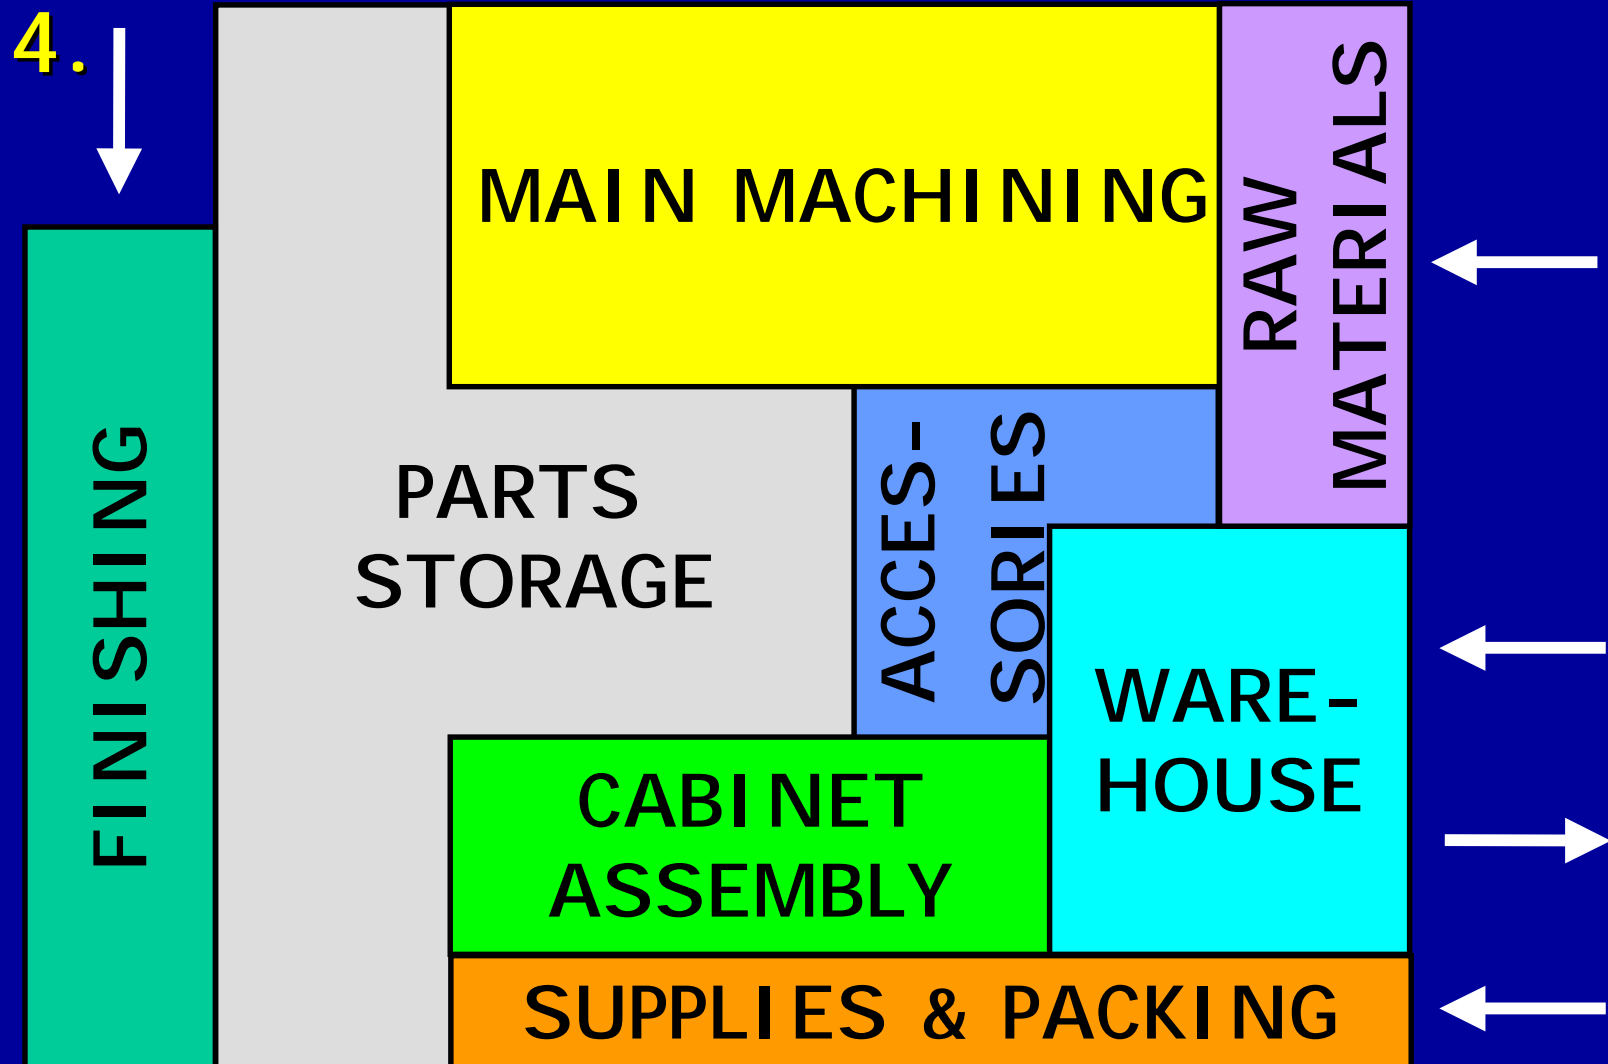 4.
MAIN MACHINING
RAW
MATERIALS
FINISHING
PARTS
STORAGE
ACCES-
SORIES
WARE-
HOUSE
CABINET
ASSEMBLY
SUPPLIES & PACKING